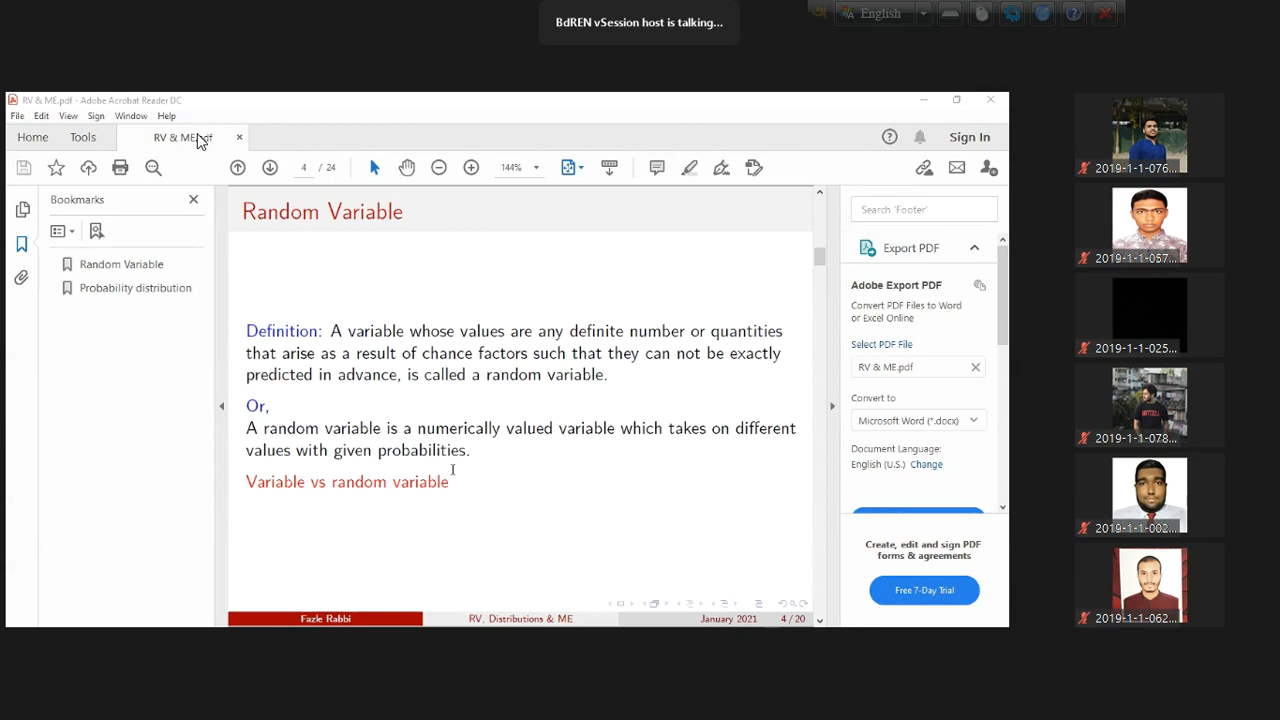 BdREN vSession host is talking...
English
RV & ME.pdf - Adobe Acrobat Reader DC
File Edit View Sign Window Help
Home Tools RV & ME.pdf × Sign In
4 / 24 144%
Bookmarks
Random Variable
Probability distribution
Random Variable
Definition: A variable whose values are any definite number or quantities
that arise as a result of chance factors such that they can not be exactly
predicted in advance, is called a random variable.
Or,
A random variable is a numerically valued variable which takes on different
values with given probabilities.
Variable vs random variable
Fazle Rabbi RV, Distributions & ME January 2021 4 / 20
Search 'Footer'
Export PDF
Adobe Export PDF
Convert PDF Files to Word
or Excel Online
Select PDF File
RV & ME.pdf
Convert to
Microsoft Word (*.docx)
Document Language:
English (U.S.) Change
Create, edit and sign PDF
forms & agreements
Free 7-Day Trial
2019-1-1-076...
2019-1-1-057...
2019-1-1-025...
2019-1-1-078...
2019-1-1-002...
2019-1-1-062...